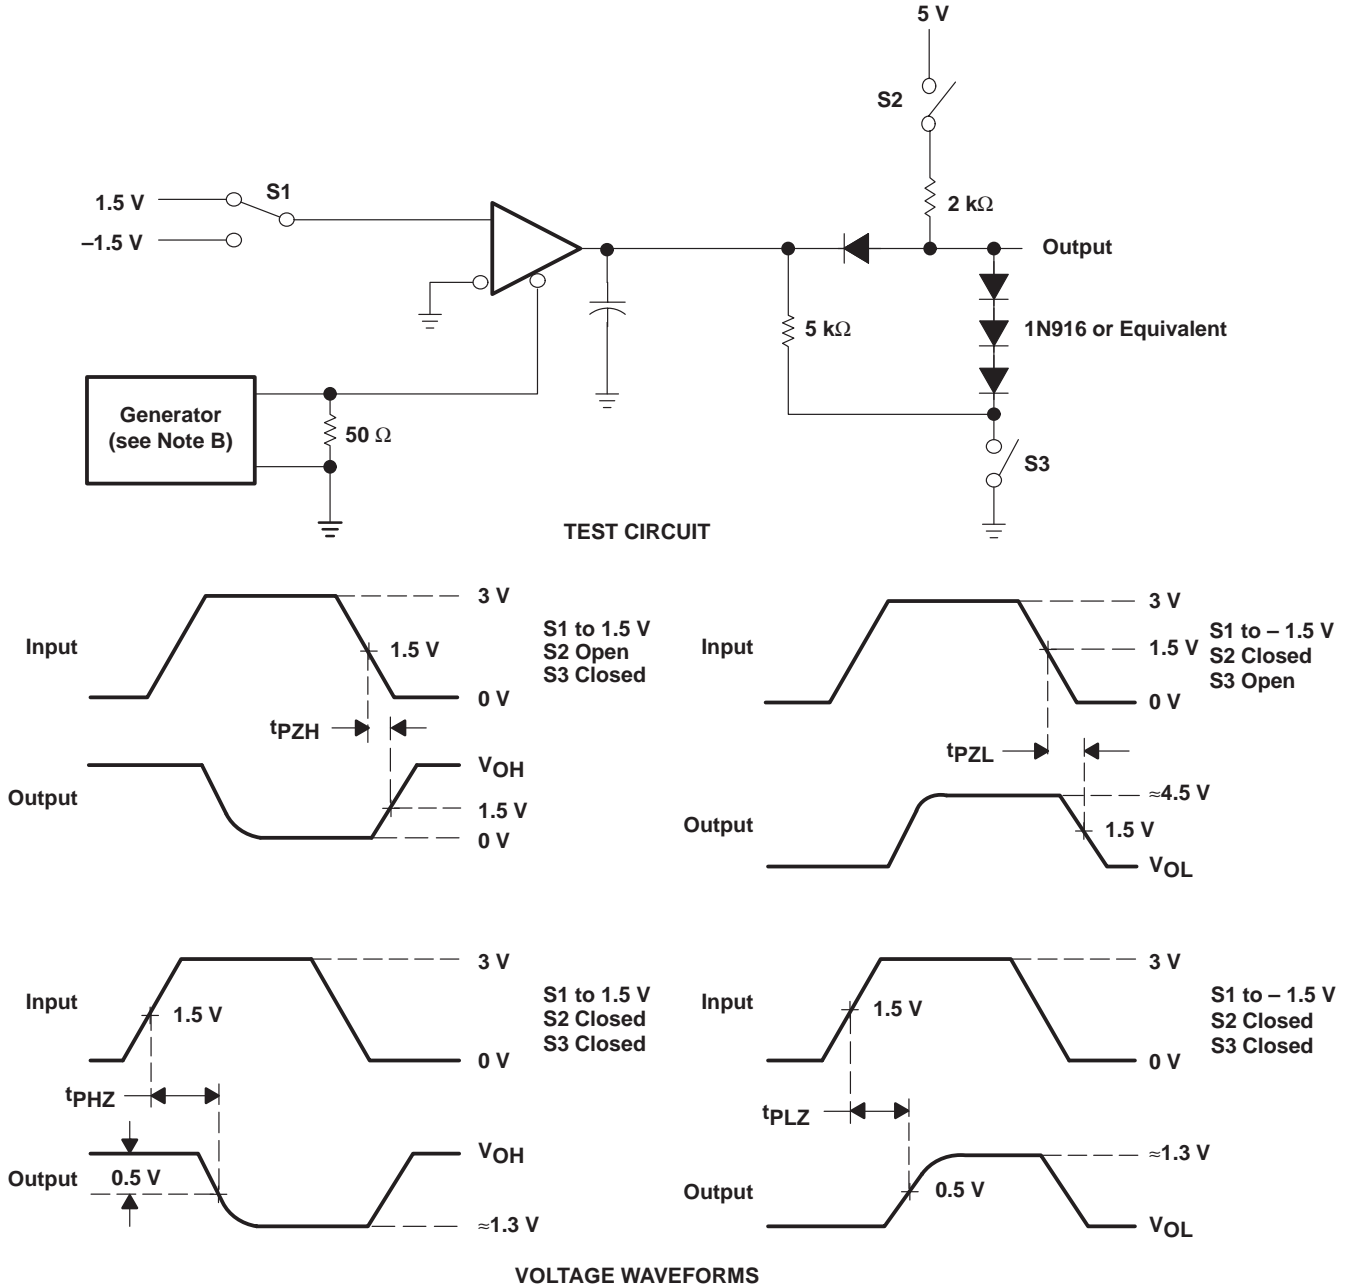 5 V
S2
S1
1.5 V
–1.5 V
2 kΩ
Output
5 kΩ
1N916 or Equivalent
Generator
(see Note B)
50 Ω
S3
TEST CIRCUIT
3 V
Input
1.5 V
0 V
S1 to 1.5 V
S2 Open
S3 Closed
tPZH
VOH
Output
1.5 V
0 V
3 V
Input
1.5 V
0 V
S1 to – 1.5 V
S2 Closed
S3 Open
tPZL
≈4.5 V
Output
1.5 V
VOL
3 V
Input
1.5 V
0 V
S1 to 1.5 V
S2 Closed
S3 Closed
tPHZ
VOH
Output
0.5 V
≈1.3 V
3 V
Input
1.5 V
0 V
S1 to – 1.5 V
S2 Closed
S3 Closed
tPLZ
≈1.3 V
Output
0.5 V
VOL
VOLTAGE WAVEFORMS